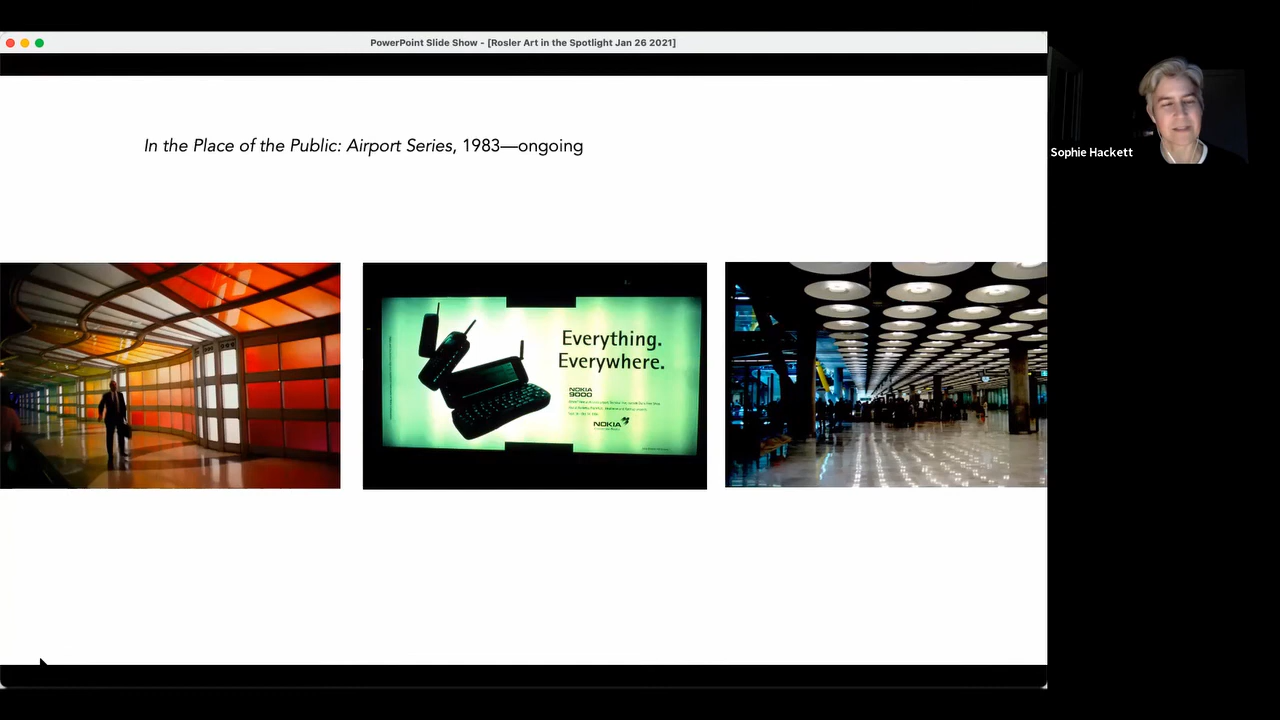 PowerPoint Slide Show - [Rosler Art in the Spotlight Jan 26 2021]
In the Place of the Public: Airport Series, 1983—ongoing
Everything.
Everywhere.
NOKIA
9000
NOKIA
Sophie Hackett